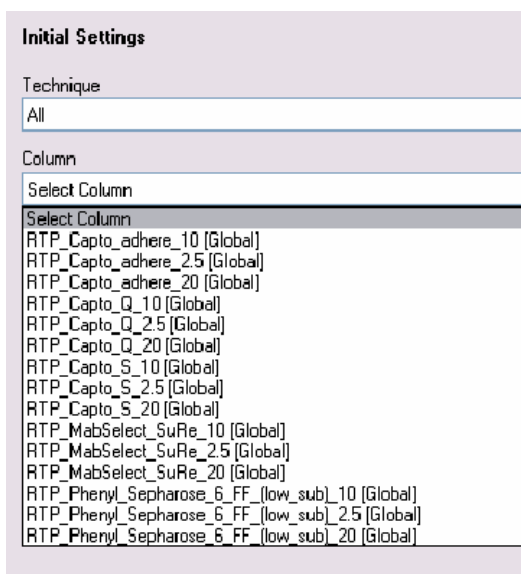 Initial Settings
Technique
All
Column
Select Column
Select Column
RTP_Capto_adhere_10 [Global]
RTP_Capto_adhere_2.5 [Global]
RTP_Capto_adhere_20 [Global]
RTP_Capto_Q_10 [Global]
RTP_Capto_Q_2.5 [Global]
RTP_Capto_Q_20 [Global]
RTP_Capto_S_10 [Global]
RTP_Capto_S_2.5 [Global]
RTP_Capto_S_20 [Global]
RTP_MabSelect_SuRe_10 [Global]
RTP_MabSelect_SuRe_2.5 [Global]
RTP_MabSelect_SuRe_20 [Global]
RTP_Phenyl_Sepharose_6_FF_(low_sub)_10 [Global]
RTP_Phenyl_Sepharose_6_FF_(low_sub)_2.5 [Global]
RTP_Phenyl_Sepharose_6_FF_(low_sub)_20 [Global]